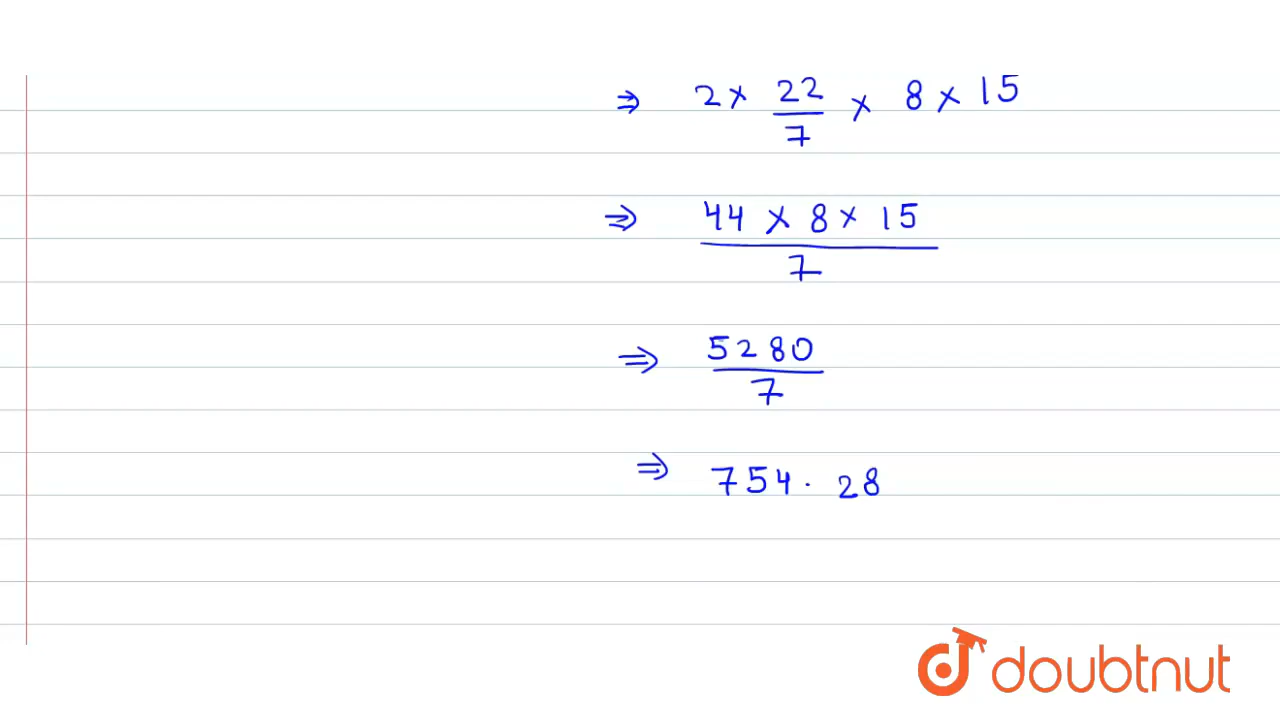 ⇒ 2 × 22/7 × 8 × 15
⇒ 44 × 8 × 15 / 7
⇒ 5280/7
⇒ 754.28
doubtnut